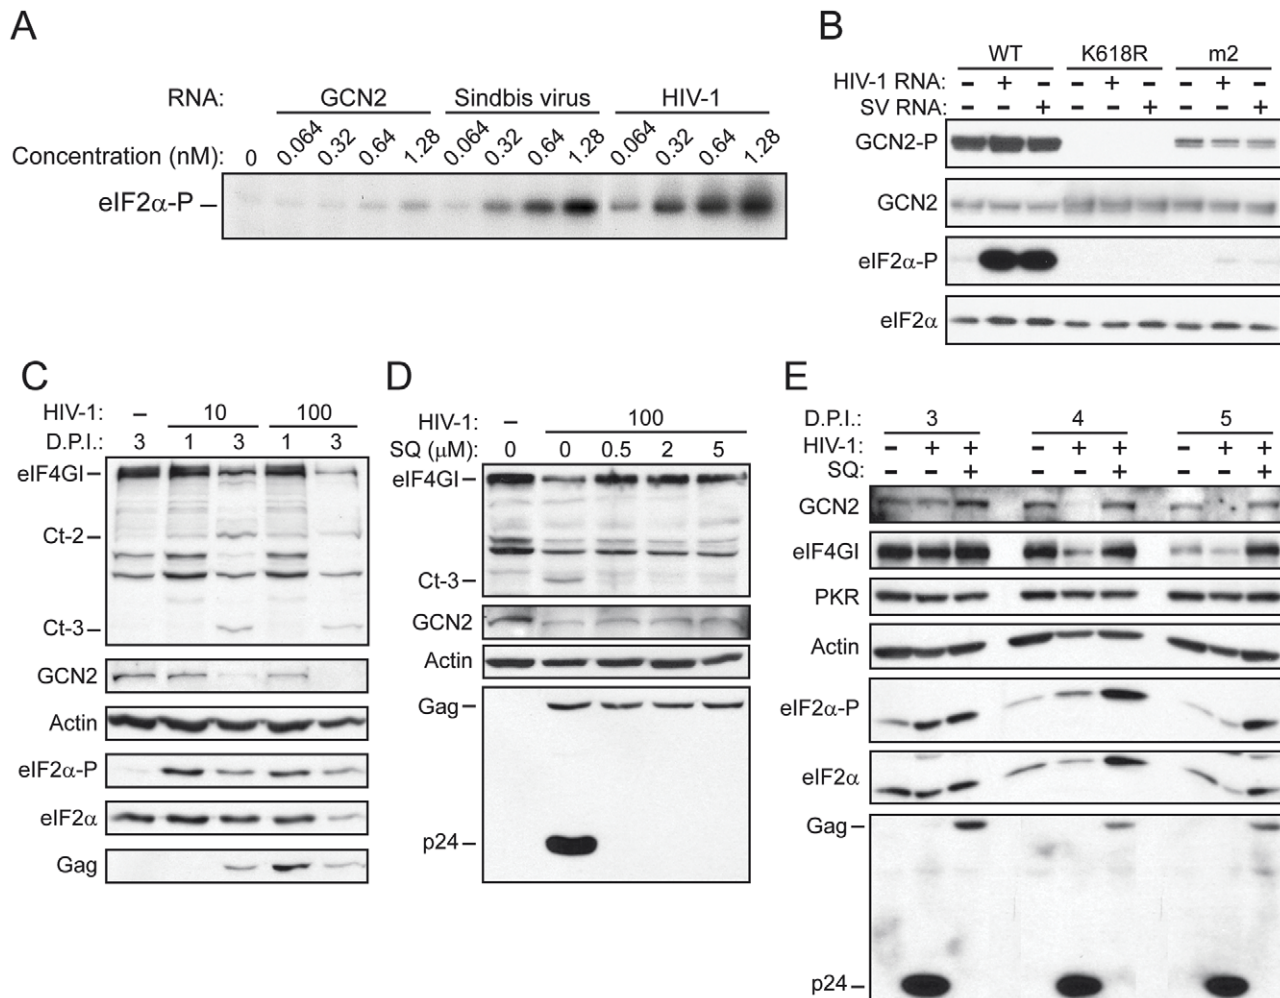 A
RNA: GCN2 Sindbis virus HIV-1
Concentration (nM): 0 0.064 0.32 0.64 1.28 0.064 0.32 0.64 1.28 0.064 0.32 0.64 1.28
eIF2α-P
B
WT K618R m2
HIV-1 RNA: - + - - + - - + -
SV RNA: - - + - - + - - +
GCN2-P
GCN2
eIF2α-P
eIF2α
C
HIV-1: – 10 100
D.P.I.: 3 1 3 1 3
eIF4GI
Ct-2
Ct-3
GCN2
Actin
eIF2α-P
eIF2α
Gag
D
HIV-1: – 100
SQ (μM): 0 0 0.5 2 5
eIF4GI
Ct-3
GCN2
Actin
Gag
p24
E
D.P.I.: 3 4 5
HIV-1: - + + - + + - + +
SQ: - - + - - + - - +
GCN2
eIF4GI
PKR
Actin
eIF2α-P
eIF2α
Gag
p24